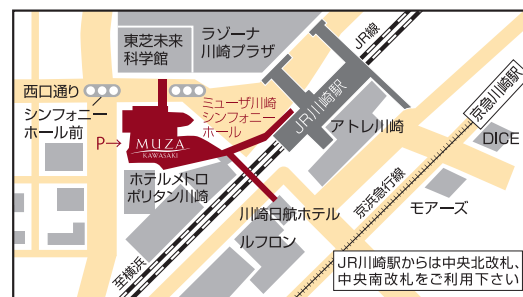 東芝未来
科学館
ラゾーナ
川崎プラザ
JR線
西口通り
シンフォニー
ホール前
ミューザ川崎
シンフォニー
ホール
JR川崎駅
京急川崎駅
P→
MUZA
KAWASAKI
アトレ川崎
DICE
ホテルメトロ
ポリタン川崎
川崎日航ホテル
ルフロン
京浜急行線
モアーズ
至横浜
JR川崎駅からは中央北改札、
中央南改札をご利用下さい